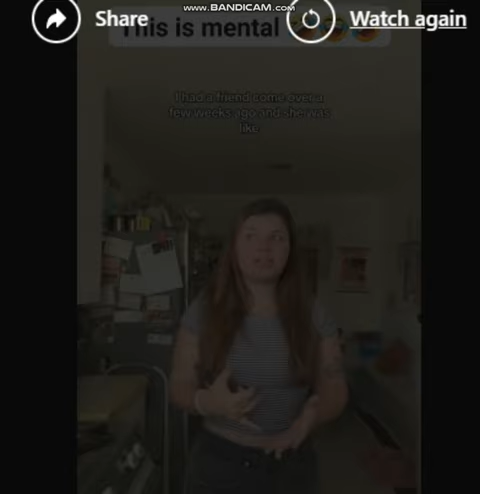 www.BANDICAM.com
Share
Watch again
This is mental
I had a friend come over a
few weeks ago and she was
like,